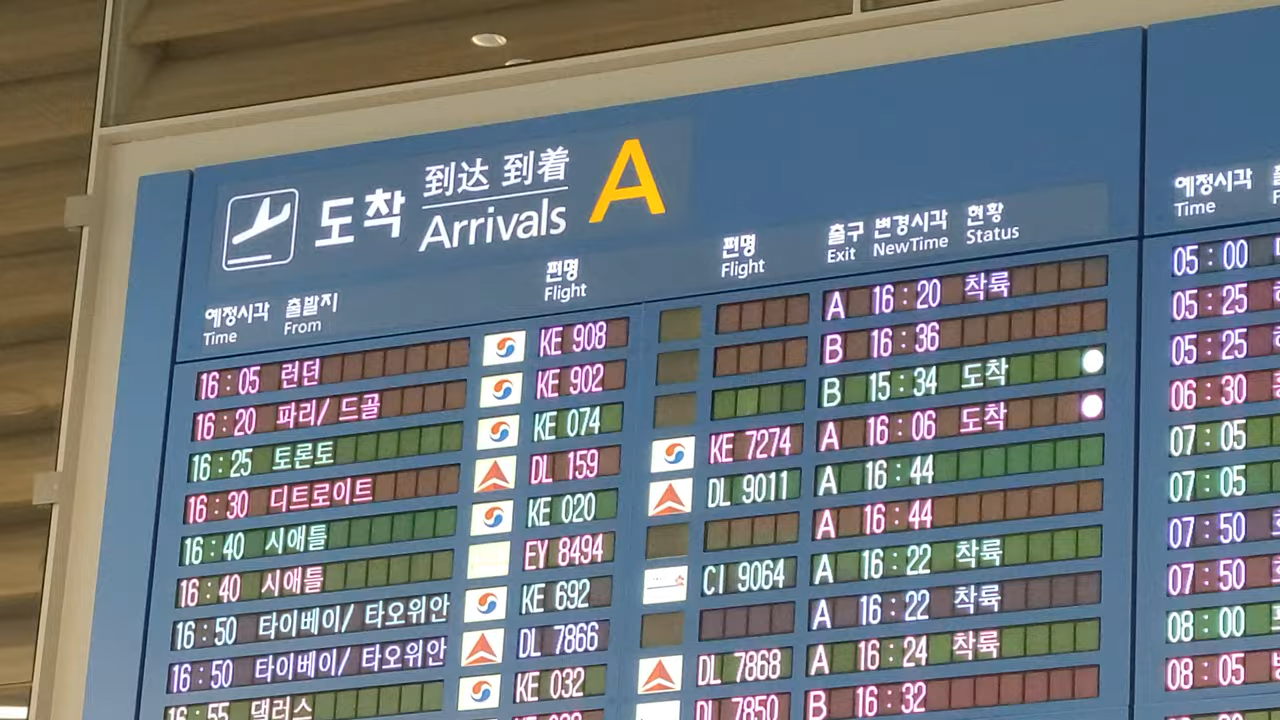 도착 到达 到着 A
Arrivals
예정시각 출발지 편명 편명 출구 변경시각 현황
Time From Flight Flight Exit NewTime Status
16:05 런던 KE 908 A 16:20 착륙
16:20 파리/ 드골 KE 902 B 16:36
16:25 토론토 KE 074 B 15:34 도착
16:30 디트로이트 DL 159 KE 7274 A 16:06 도착
16:40 시애틀 KE 020 DL 9011 A 16:44
16:40 시애틀 EY 8494 A 16:44
16:50 타이베이/ 타오위안 KE 692 CI 9064 A 16:22 착륙
16:50 타이베이/ 타오위안 DL 7866 A 16:22 착륙
16:55 댈러스 KE 032 DL 7868 A 16:24 착륙
DL 7850 B 16:32
예정시각
Time
05:00
05:25
05:25
06:30
07:05
07:05
07:50
07:50
08:00
08:05